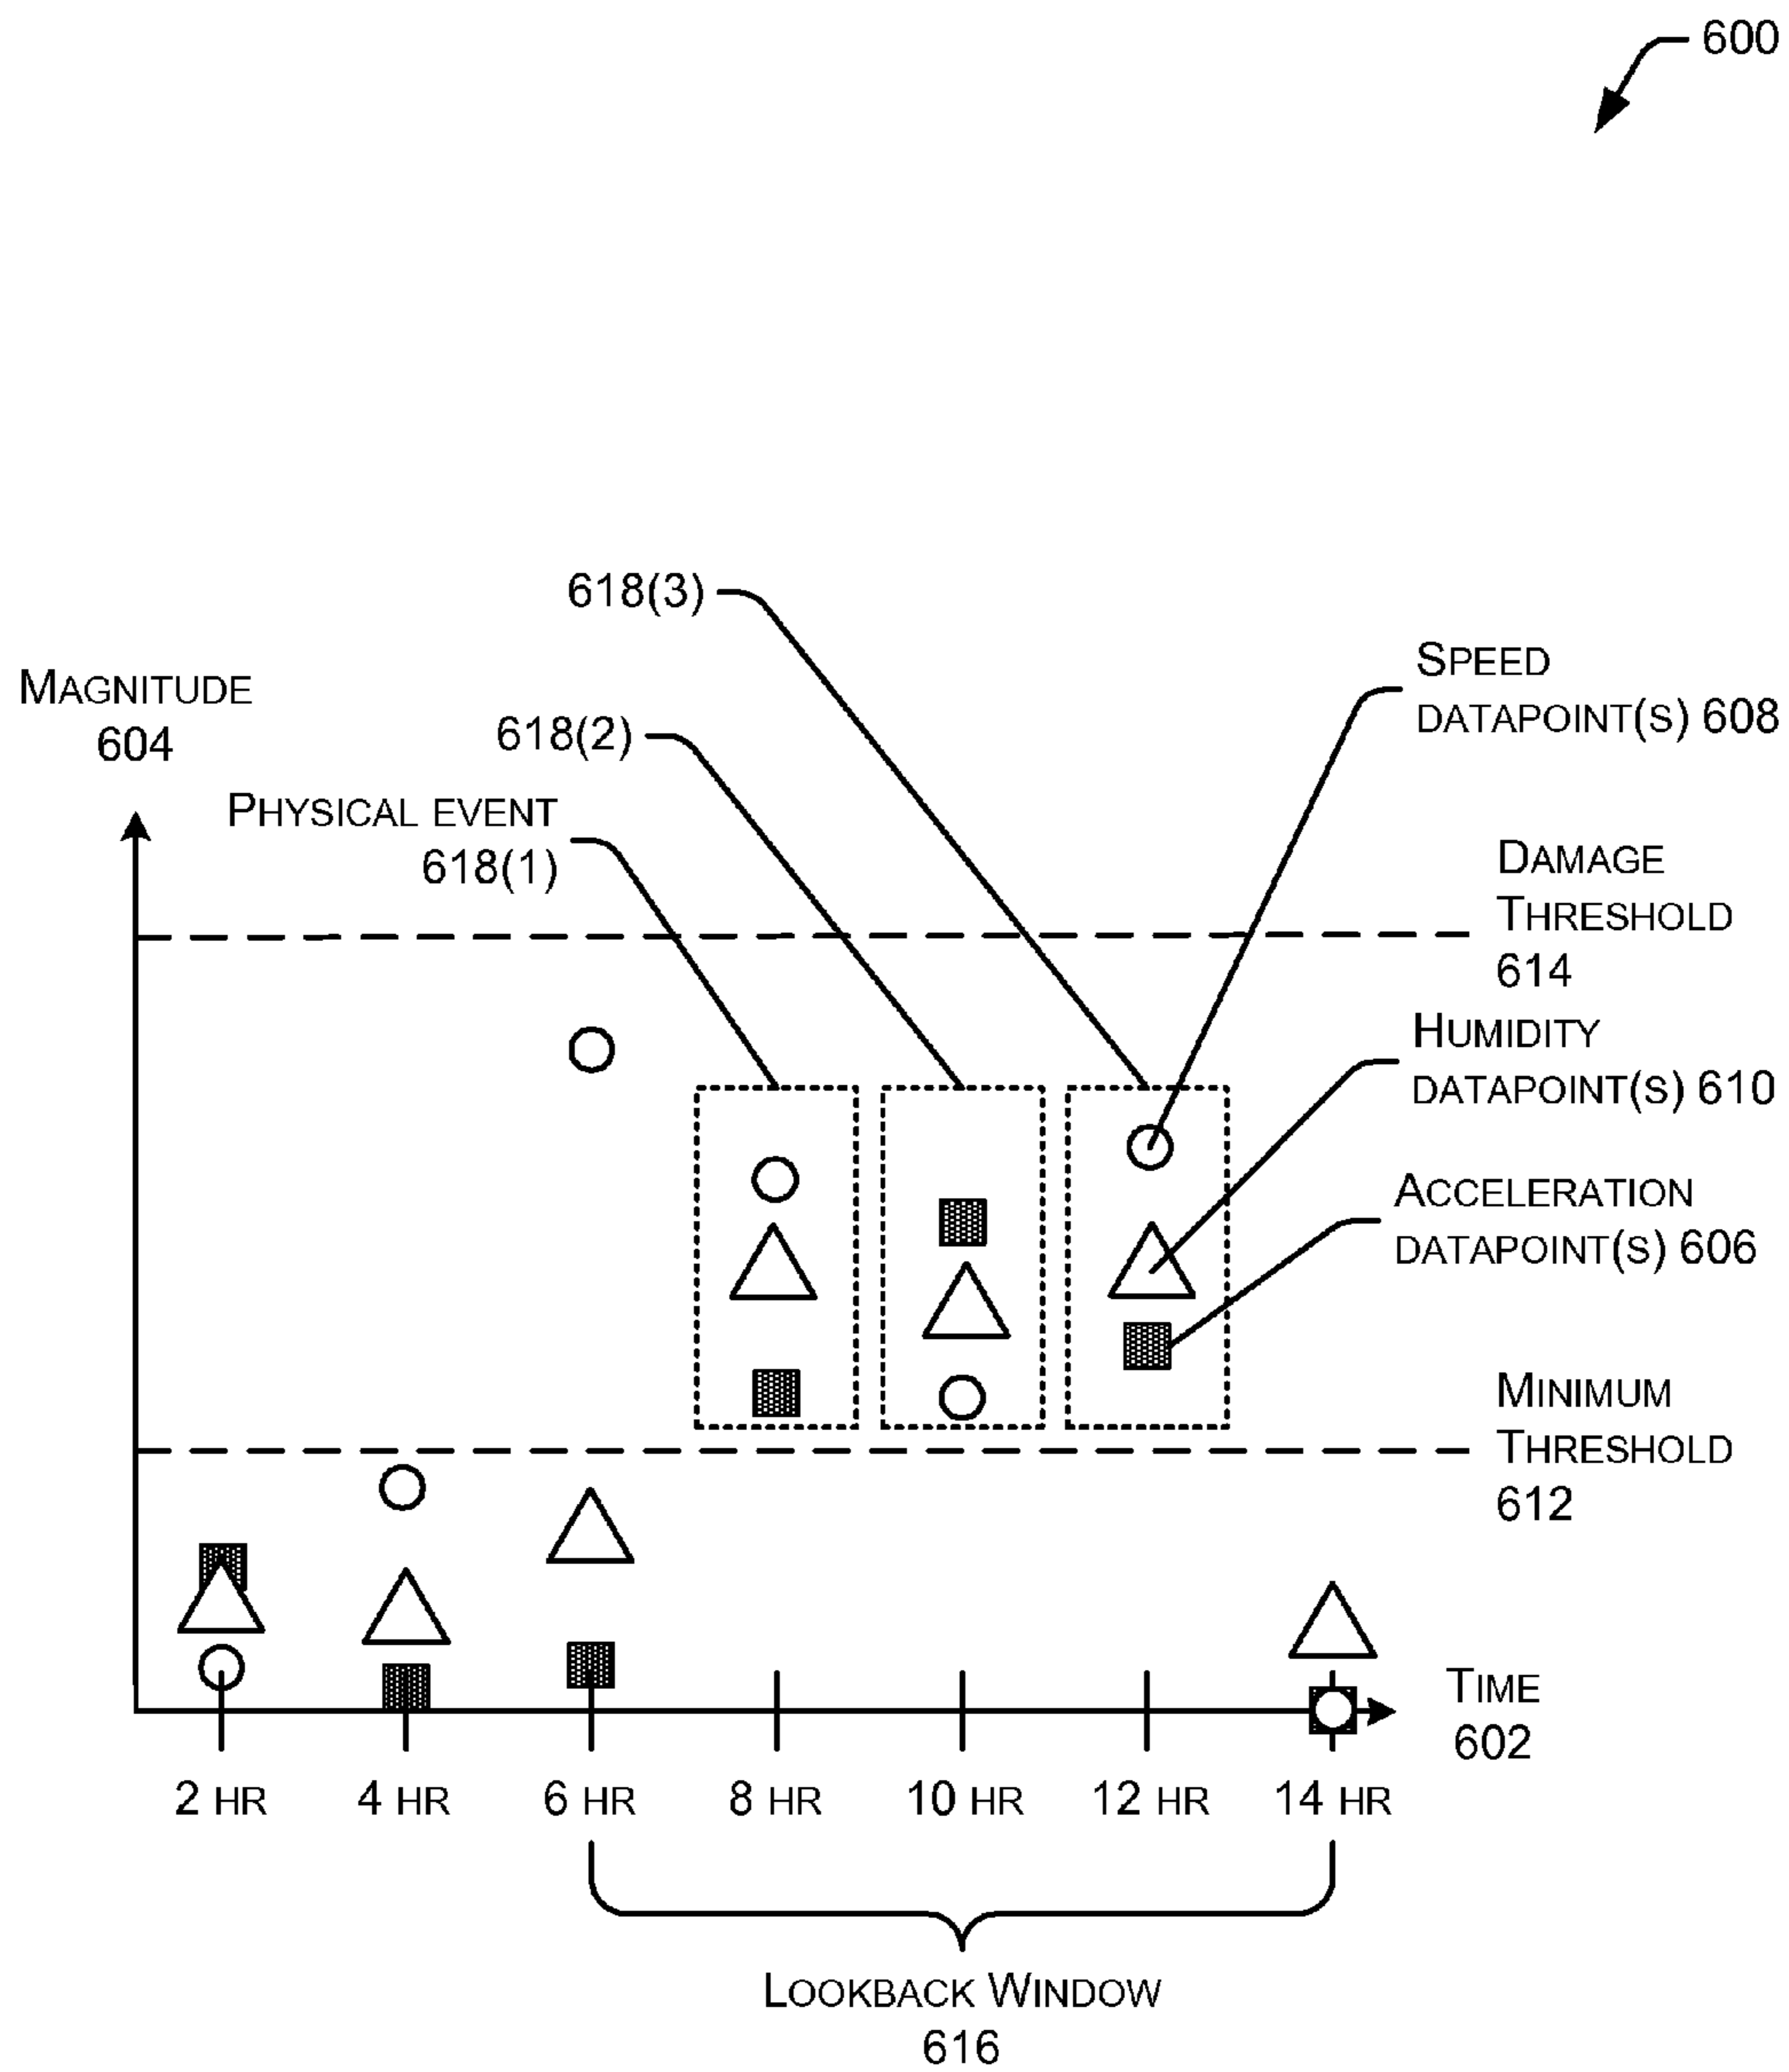 600
618(3)
SPEED
DATAPOINT(S) 608
MAGNITUDE
604
618(2)
PHYSICAL EVENT
618(1)
DAMAGE
THRESHOLD
614
HUMIDITY
DATAPOINT(S) 610
ACCELERATION
DATAPOINT(S) 606
MINIMUM
THRESHOLD
612
TIME
602
2 HR 4 HR 6 HR 8 HR 10 HR 12 HR 14 HR
LOOKBACK WINDOW
616